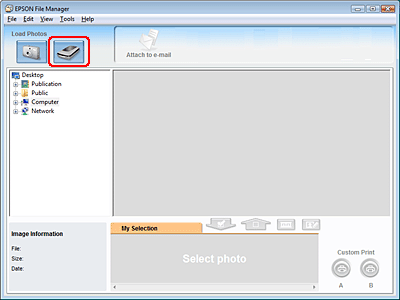 EPSON File Manager
File Edit View Tools Help
Load Photos
Attach to e-mail
Desktop
Publication
Public
Computer
Network
Image Information
File:
Size:
Date:
My Selection
Select photo
Custom Print
A B